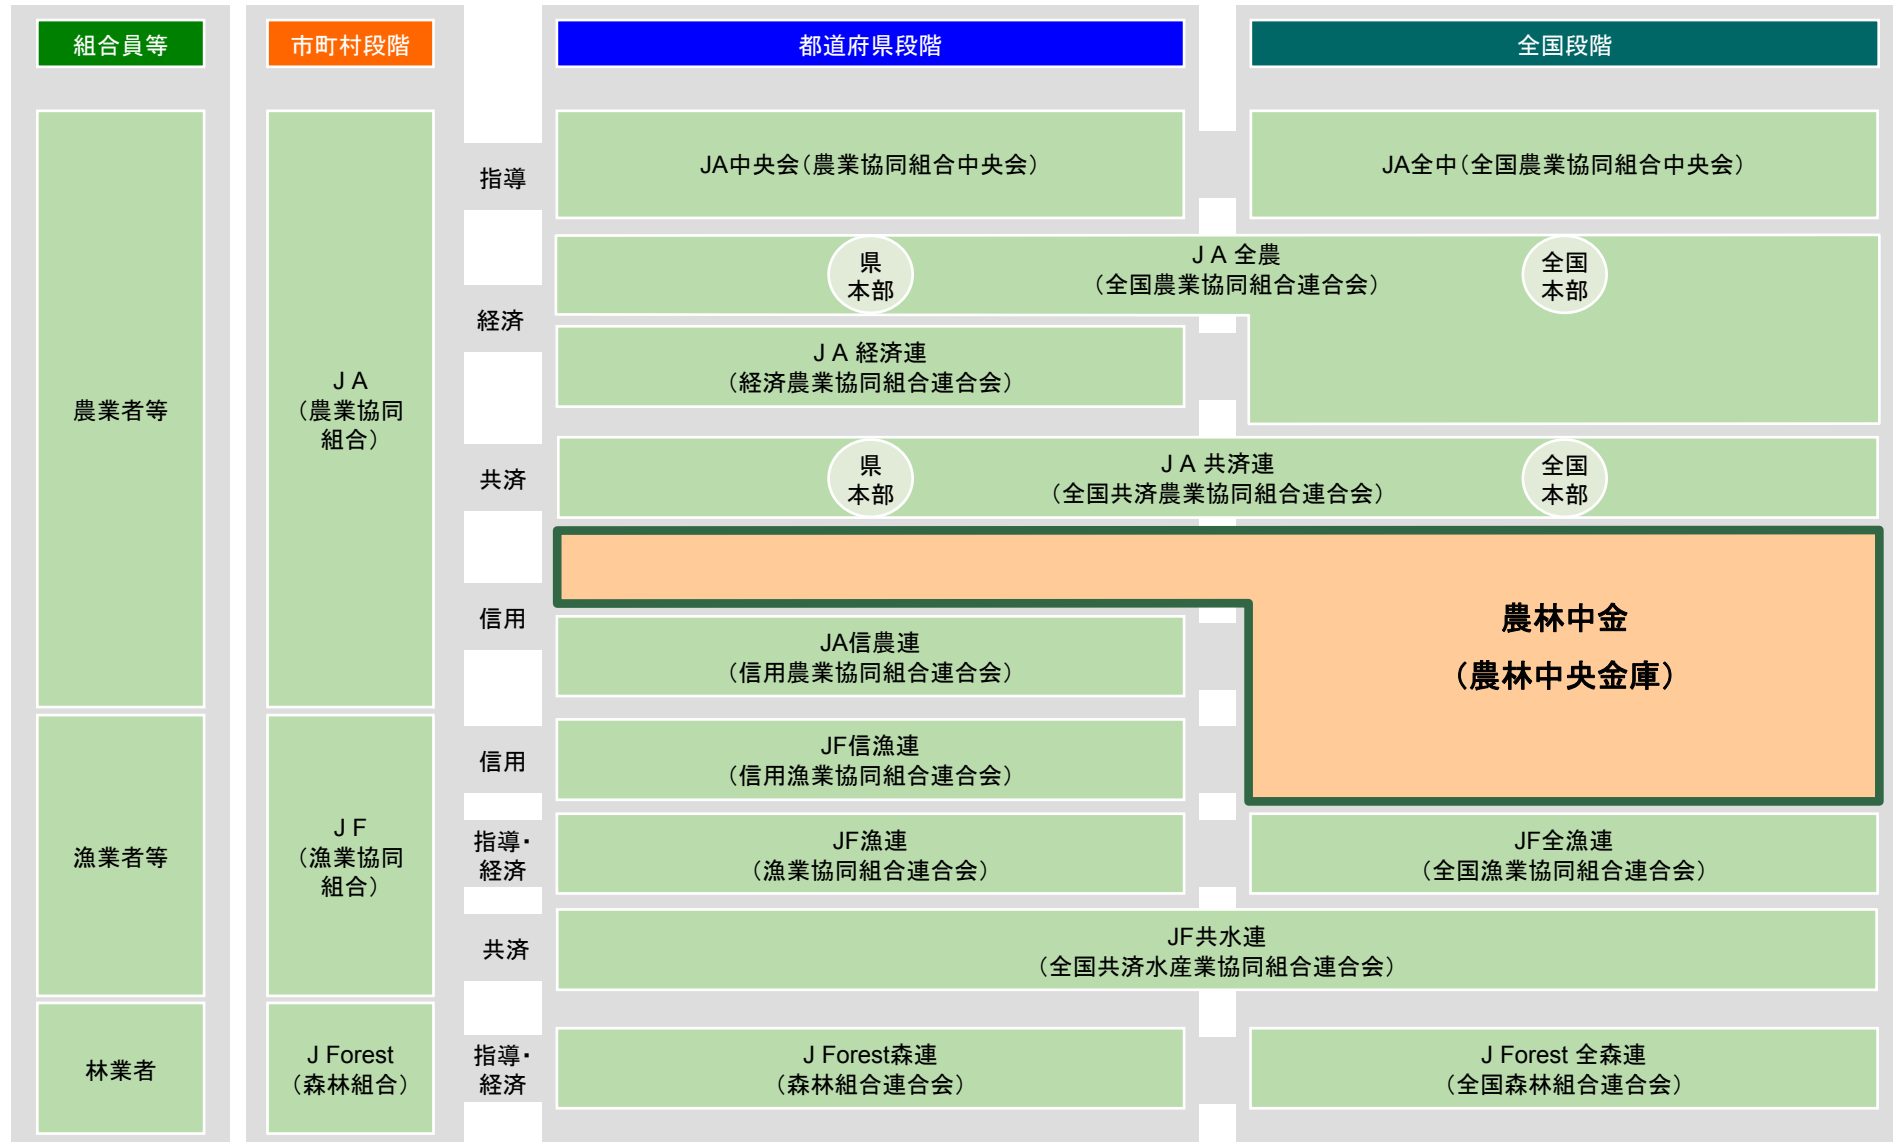 組合員等
市町村段階
都道府県段階
全国段階
農業者等
J A
（農業協同
組合）
指導
JA中央会（農業協同組合中央会）
JA全中（全国農業協同組合中央会）
経済
県
本部
J A 全農
（全国農業協同組合連合会）
全国
本部
J A 経済連
（経済農業協同組合連合会）
共済
県
本部
J A 共済連
（全国共済農業協同組合連合会）
全国
本部
信用
農林中金
（農林中央金庫）
JA信農連
（信用農業協同組合連合会）
漁業者等
J F
（漁業協同
組合）
信用
JF信漁連
（信用漁業協同組合連合会）
指導・
経済
JF漁連
（漁業協同組合連合会）
JF全漁連
（全国漁業協同組合連合会）
共済
JF共水連
（全国共済水産業協同組合連合会）
林業者
J Forest
（森林組合）
指導・
経済
J Forest森連
（森林組合連合会）
J Forest 全森連
（全国森林組合連合会）